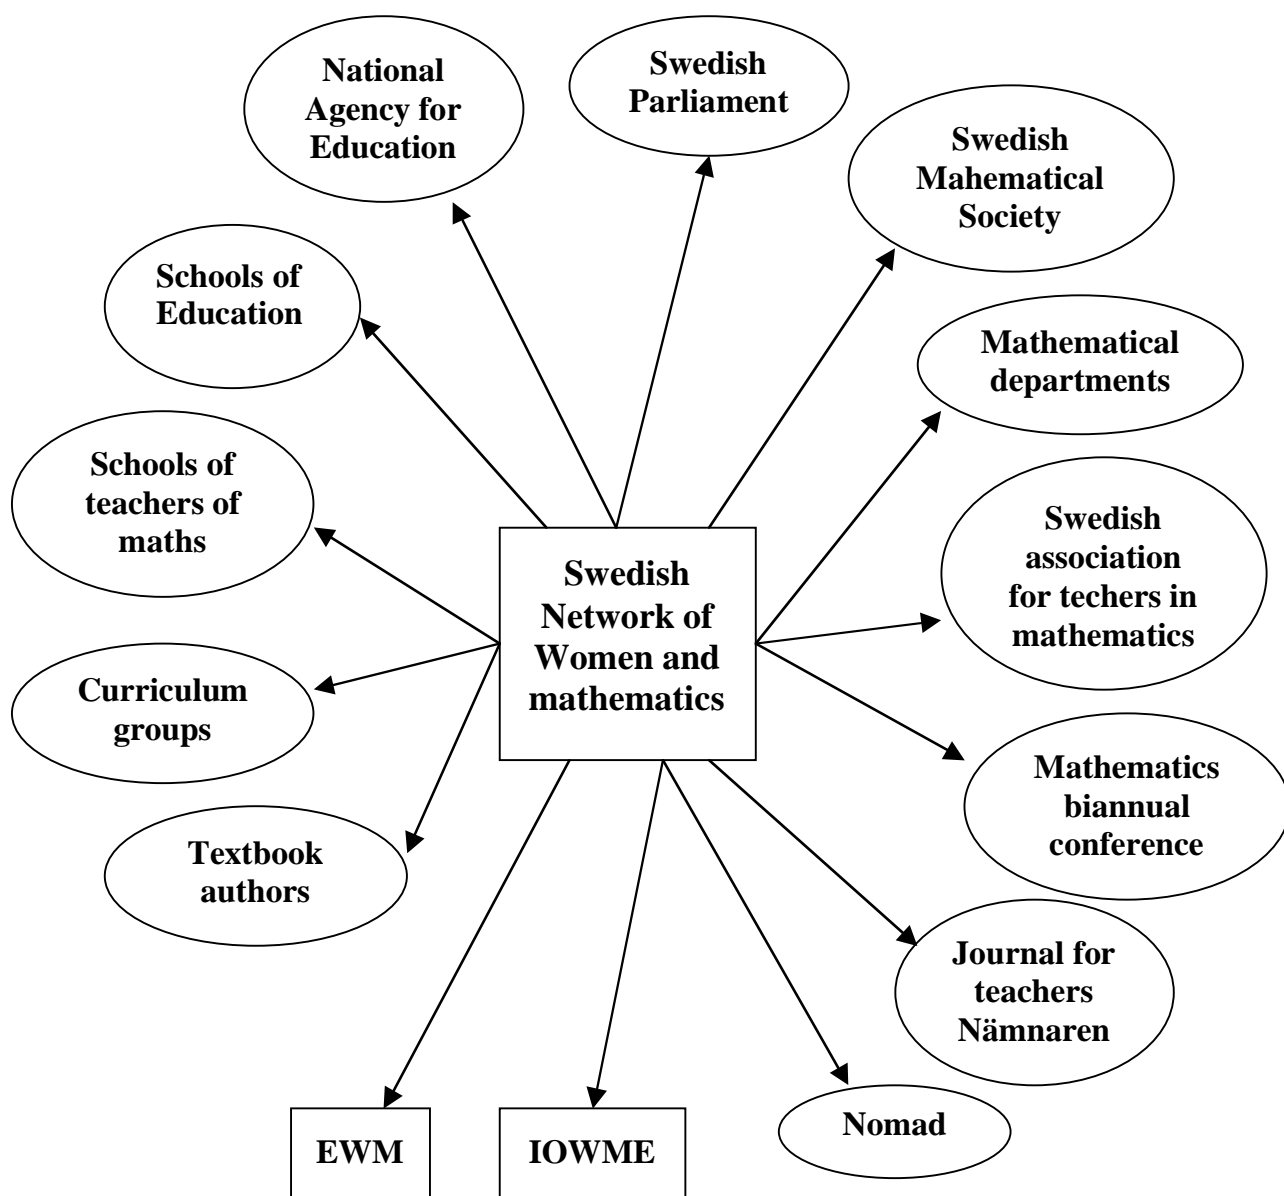 National
Agency for
Education
Swedish
Parliament
Swedish
Mahematical
Society
Schools of
Education
Mathematical
departments
Schools of
teachers of
maths
Swedish
association
for techers in
mathematics
Swedish
Network of
Women and
mathematics
Curriculum
groups
Mathematics
biannual
conference
Textbook
authors
Journal for
teachers
Nämnaren
EWM
IOWME
Nomad